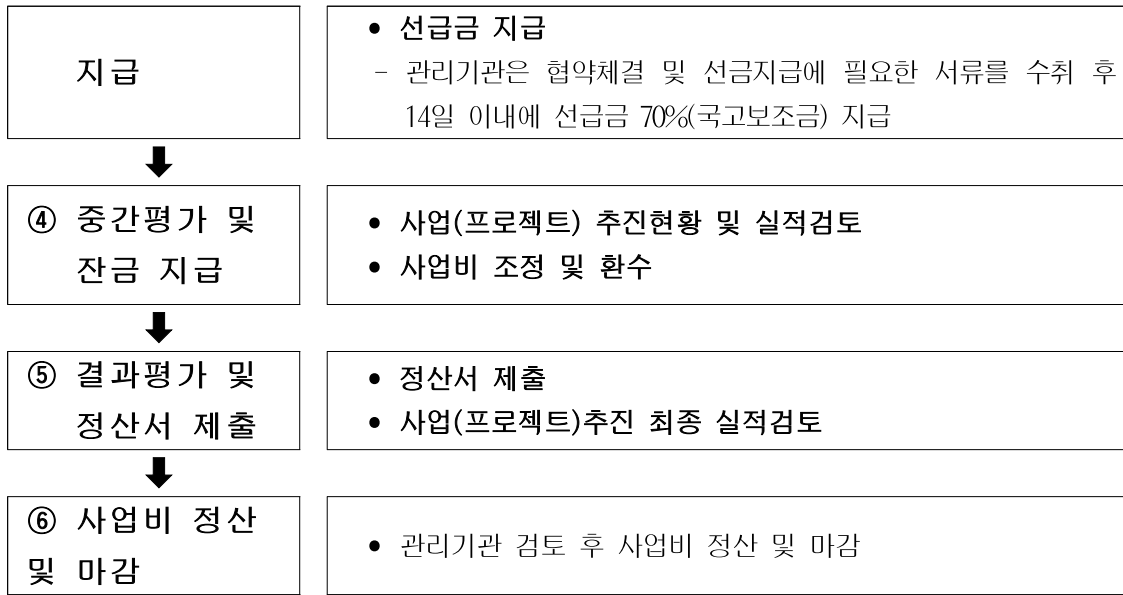 지급
• 선급금 지급
- 관리기관은 협약체결 및 선금지급에 필요한 서류를 수취 후
14일 이내에 선급금 70%(국고보조금) 지급
④ 중간평가 및
잔금 지급
• 사업(프로젝트) 추진현황 및 실적검토
• 사업비 조정 및 환수
⑤ 결과평가 및
정산서 제출
• 정산서 제출
• 사업(프로젝트)추진 최종 실적검토
⑥ 사업비 정산
및 마감
• 관리기관 검토 후 사업비 정산 및 마감